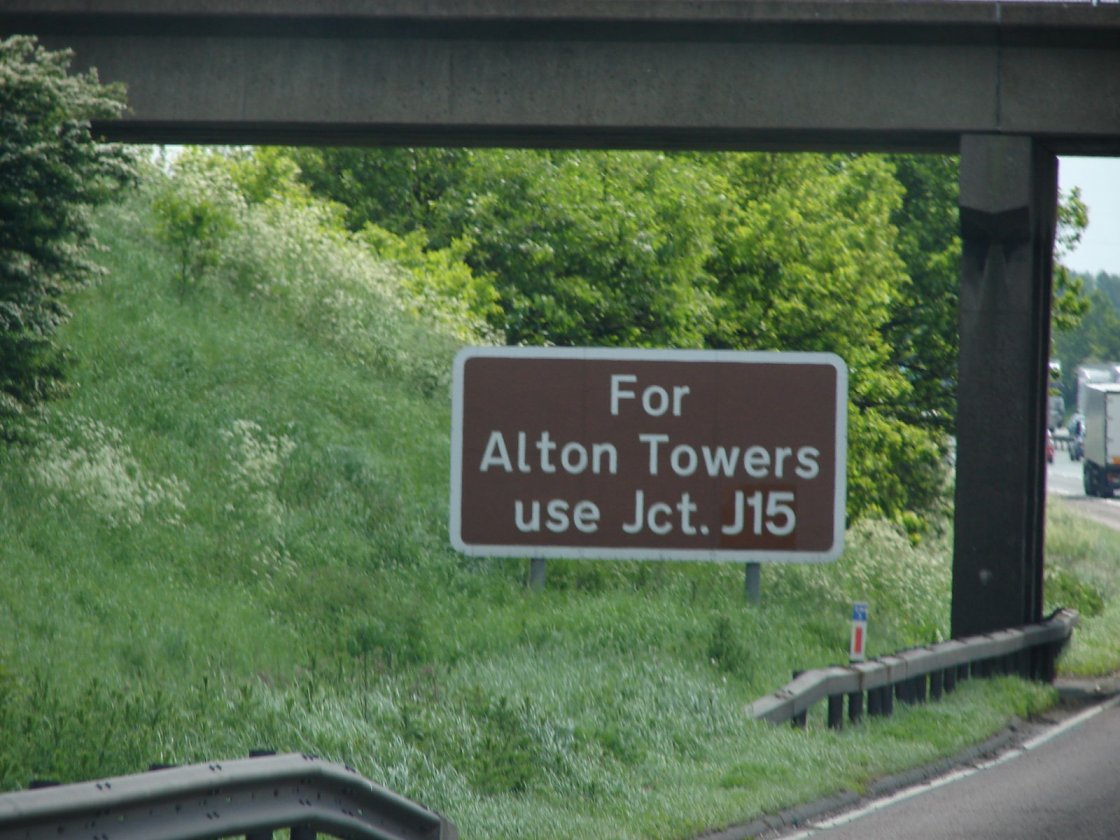 For
Alton Towers
use Jct. J15